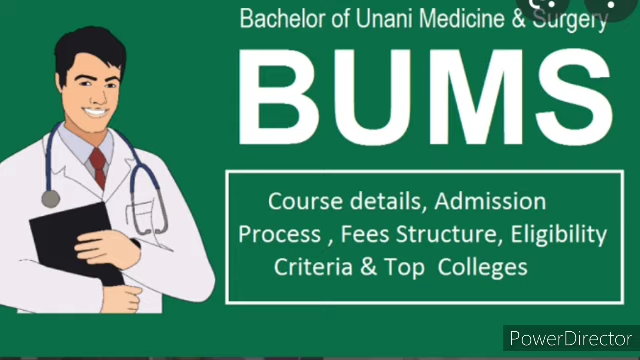 Bachelor of Unani Medicine & Surgery
BUMS
Course details, Admission
Process , Fees Structure, Eligibility
Criteria & Top Colleges
PowerDirector